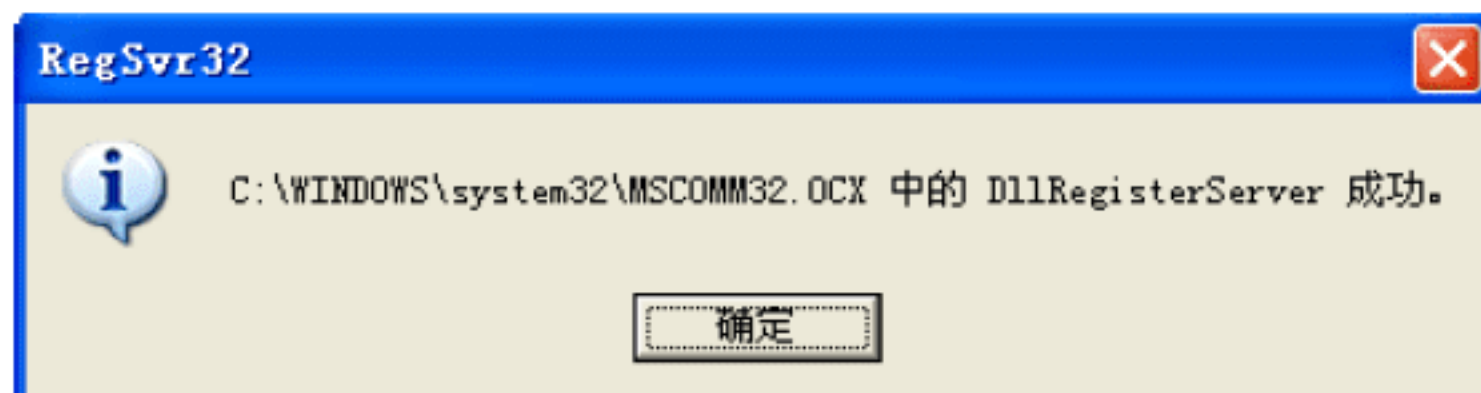 RegSvr32
C:\WINDOWS\system32\MSCOMM32.OCX 中的 DllRegisterServer 成功。
确定